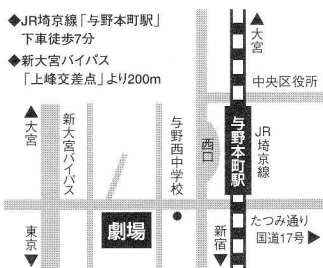 ◆JR埼京線「与野本町駅」
下車徒歩7分
◆新大宮バイパス
「上峰交差点」より200m
▲大宮
中央区役所
▲大宮
新大宮バイパス
与野西中学校
西口
与野本町駅
JR埼京線
東京▼
劇場
新宿▼
たつみ通り
国道17号▶